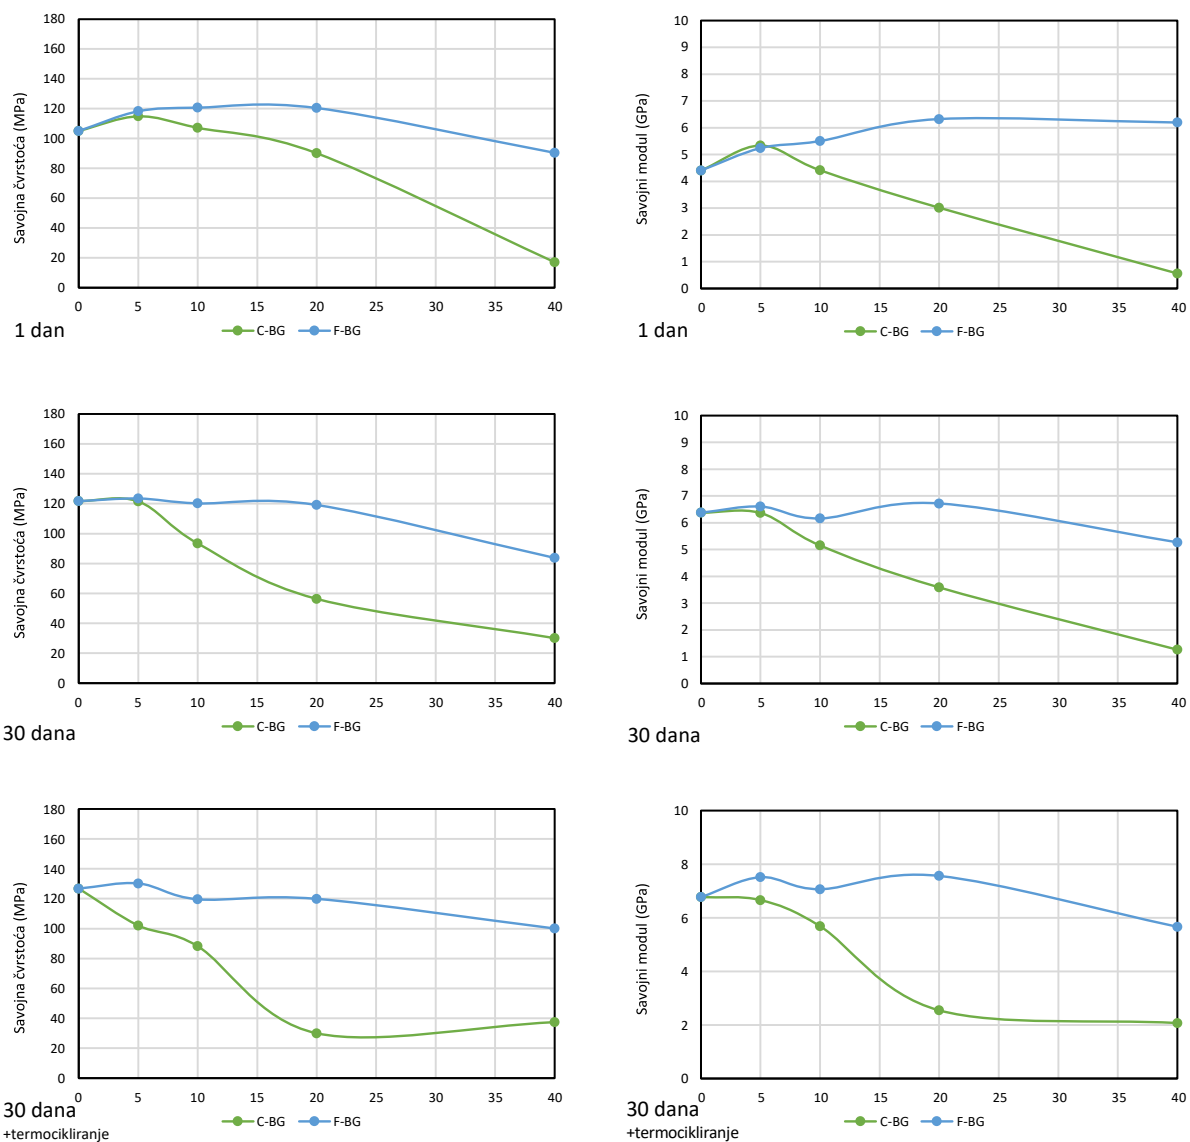 Savojna čvrstoća (MPa)
180
160
140
120
100
80
60
40
20
0
0 5 10 15 20 25 30 35 40
1 dan
C-BG F-BG
Savojni modul (GPa)
10
9
8
7
6
5
4
3
2
1
0
0 5 10 15 20 25 30 35 40
1 dan
C-BG F-BG
Savojna čvrstoća (MPa)
180
160
140
120
100
80
60
40
20
0
0 5 10 15 20 25 30 35 40
30 dana
C-BG F-BG
Savojni modul (GPa)
10
9
8
7
6
5
4
3
2
1
0
0 5 10 15 20 25 30 35 40
30 dana
C-BG F-BG
Savojna čvrstoća (MPa)
180
160
140
120
100
80
60
40
20
0
0 5 10 15 20 25 30 35 40
30 dana
+termocikliranje
C-BG F-BG
Savojni modul (GPa)
10
8
6
4
2
0
0 5 10 15 20 25 30 35 40
30 dana
+termocikliranje
C-BG F-BG